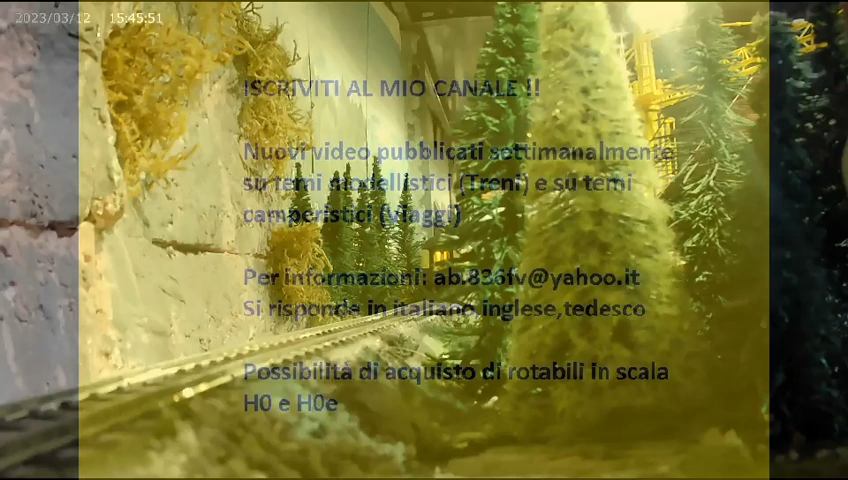 2023/03/12 15:45:51
ISCRIVITI AL MIO CANALE !!
Nuovi video pubblicati settimanalmente
su temi modellistici (Treni) e su temi
camperistici (viaggi)
Per informazioni: ab.836fv@yahoo.it
Si risponde in italiano,inglese,tedesco
Possibilità di acquisto di rotabili in scala
H0 e H0e